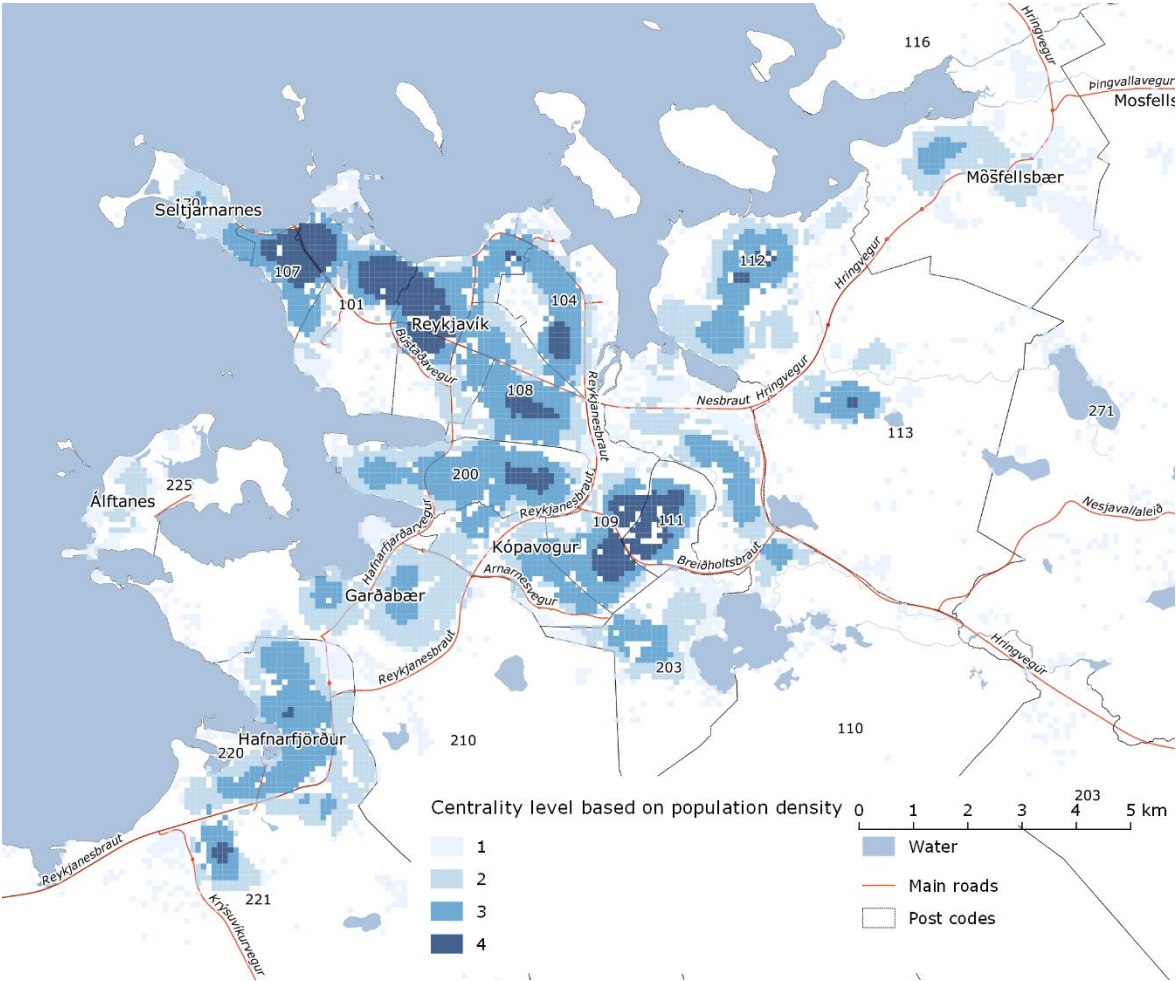 116
Hringvegur
Þingvallavegur
Mosfells
Mosfellsbær
Seltjarnarnes
170
107
101
Reykjavík
Bústaðavegur
104
112
Hringvegur
108
Reykjanesbraut
Nesbraut
Hringvegur
113
271
Álftanes
225
200
Hafnarfjarðarvegur
Reykjanesbraut
109
111
Kópavogur
Breiðholtsbraut
Nesjavallaleið
Arnarnesvegur
Garðabær
Reykjanesbraut
203
Hringvegur
Hafnarfjörður
220
210
110
Reykjanesbraut
221
Krýsuvíkurvegur
Centrality level based on population density
1
2
3
4
203
0 1 2 3 4 5 km
Water
Main roads
Post codes